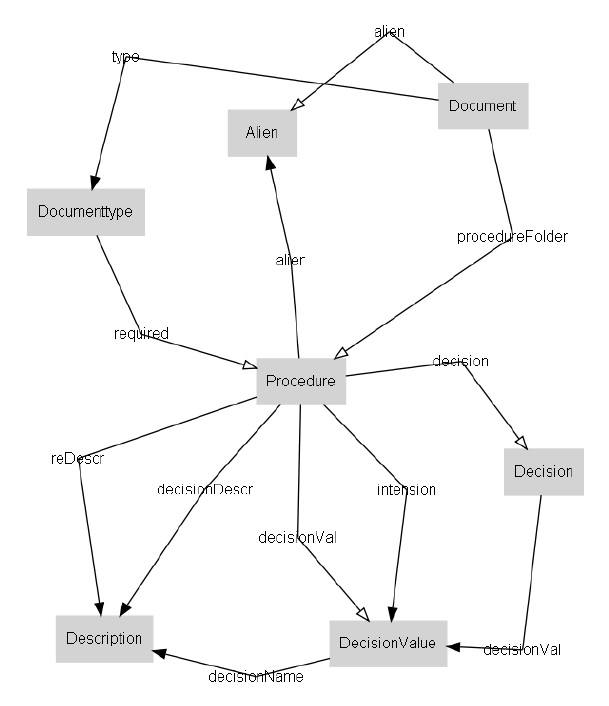 alien
type
Document
Alien
Documenttype
procedureFolder
alien
required
decision
Procedure
reDescr
Decision
decisionDescr
intension
decisionVal
Description
DecisionValue
decisionVal
decisionName